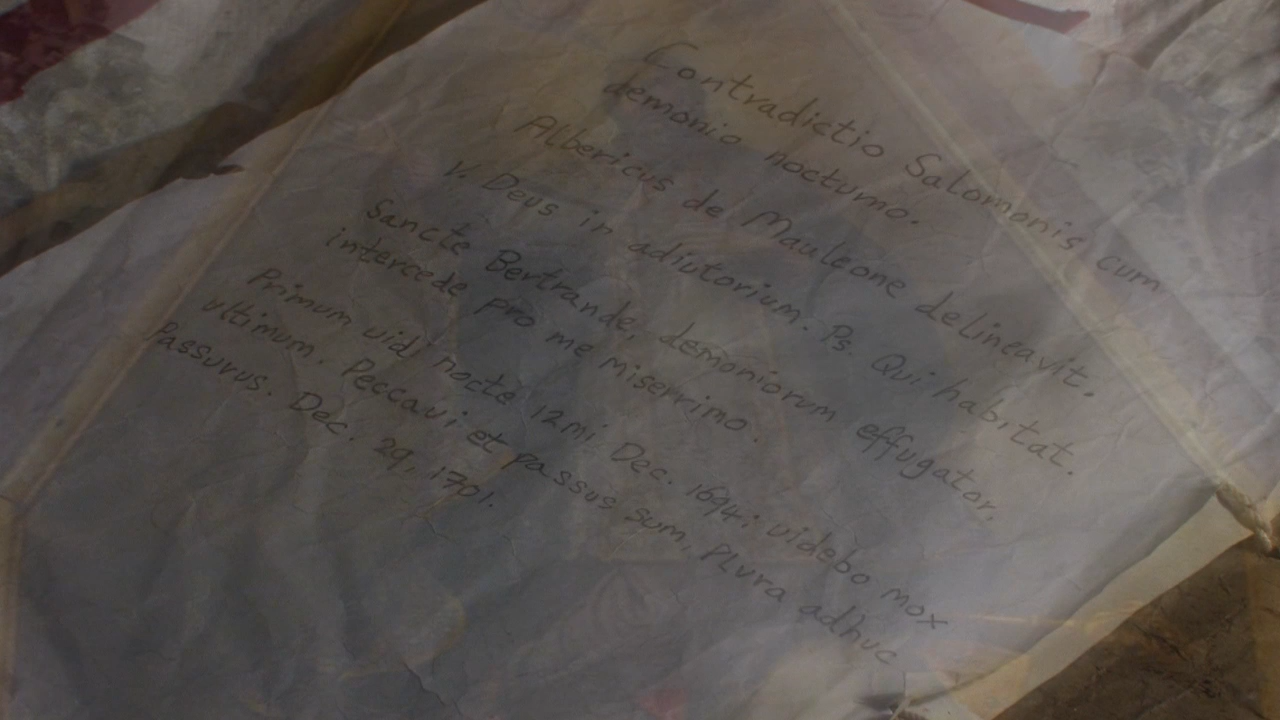 Contradictio Salomonis cum
demonio nocturno.
Albericus de Mauleone delineavit.
V. Deus in adiutorium. Ps. Qui habitat.
Sancte Bertrande, demoniorum effugator,
intercede pro me miserrimo.
Primum uidi nocte 12mi Dec. 1694: uidebo mox
ultimum. Peccaui et passus sum, Plura adhuc
passurus. Dec. 29, 1701.